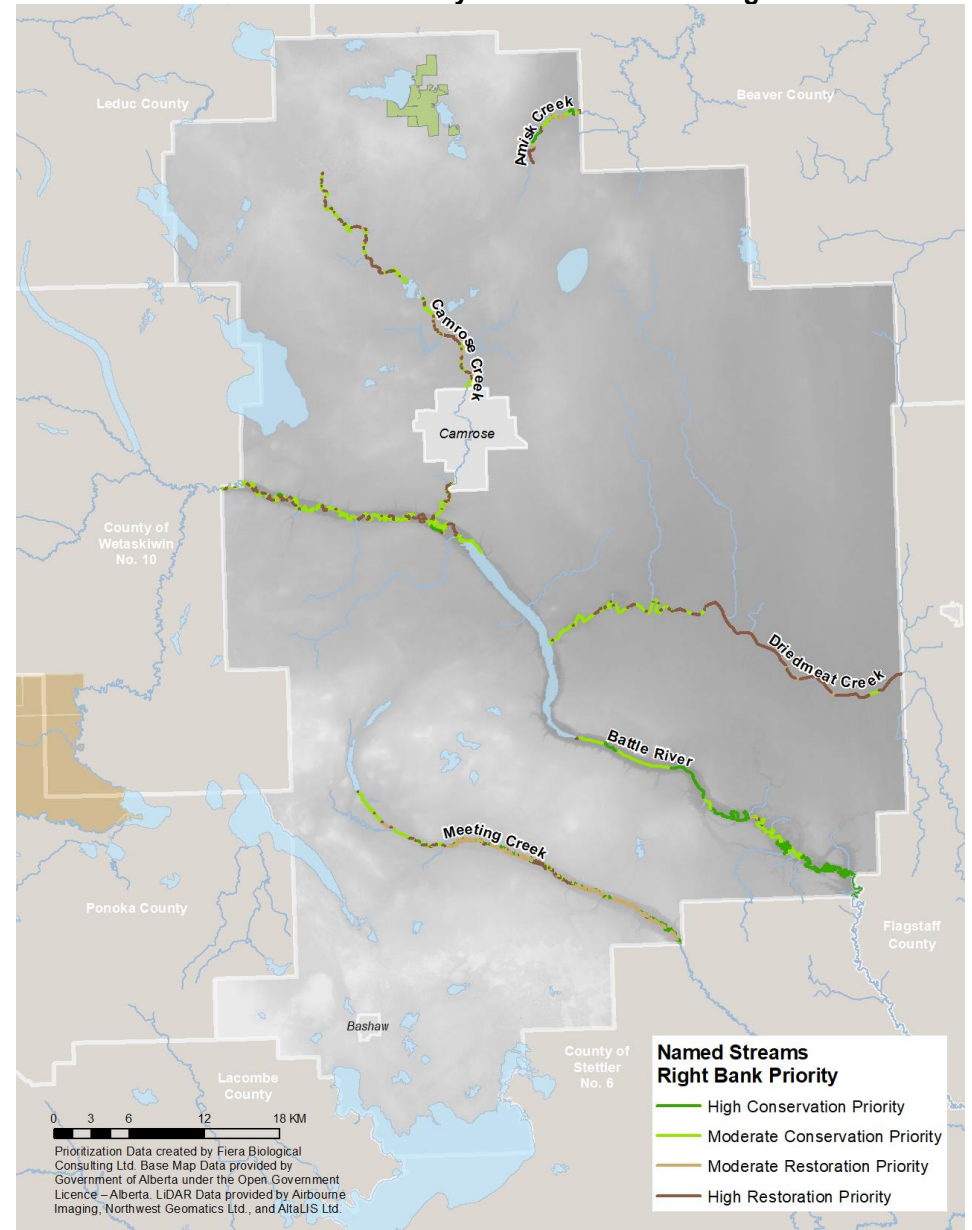 Leduc County
Beaver County
Amisk Creek
Camrose Creek
Camrose
County of
Wetaskiwin
No. 10
Driedmeat Creek
Battle River
Meeting Creek
Ponoka County
Flagstaff
County
Bashaw
County of
Stettler
No. 6
Lacombe
County
Named Streams
Right Bank Priority
High Conservation Priority
Moderate Conservation Priority
Moderate Restoration Priority
High Restoration Priority
0 3 6 12 18 KM
Prioritization Data created by Fiera Biological
Consulting Ltd. Base Map Data provided by
Government of Alberta under the Open Government
Licence – Alberta. LiDAR Data provided by Airbourne
Imaging, Northwest Geomatics Ltd., and AltaLIS Ltd.